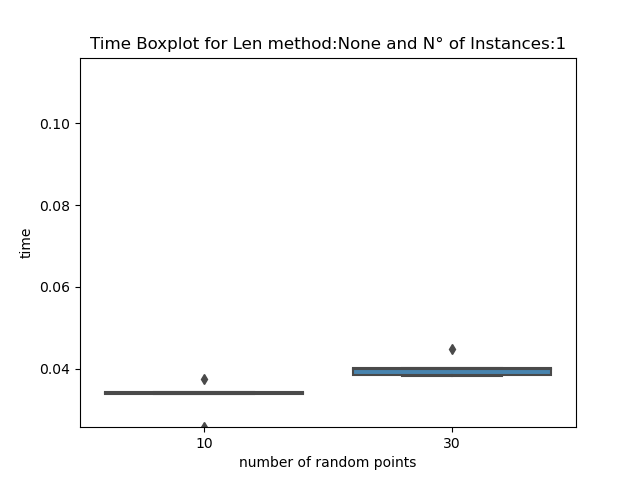 Time Boxplot for Len method:None and N° of Instances:1
0.10
0.08
0.06
0.04
time
10
30
number of random points